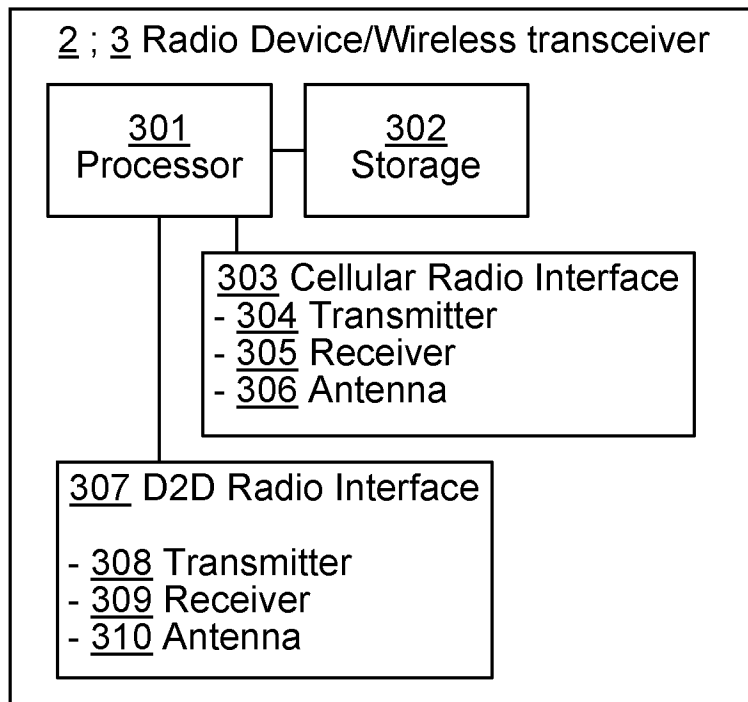 2 ; 3 Radio Device/Wireless transceiver
301
Processor
302
Storage
303 Cellular Radio Interface
- 304 Transmitter
- 305 Receiver
- 306 Antenna
307 D2D Radio Interface
- 308 Transmitter
- 309 Receiver
- 310 Antenna